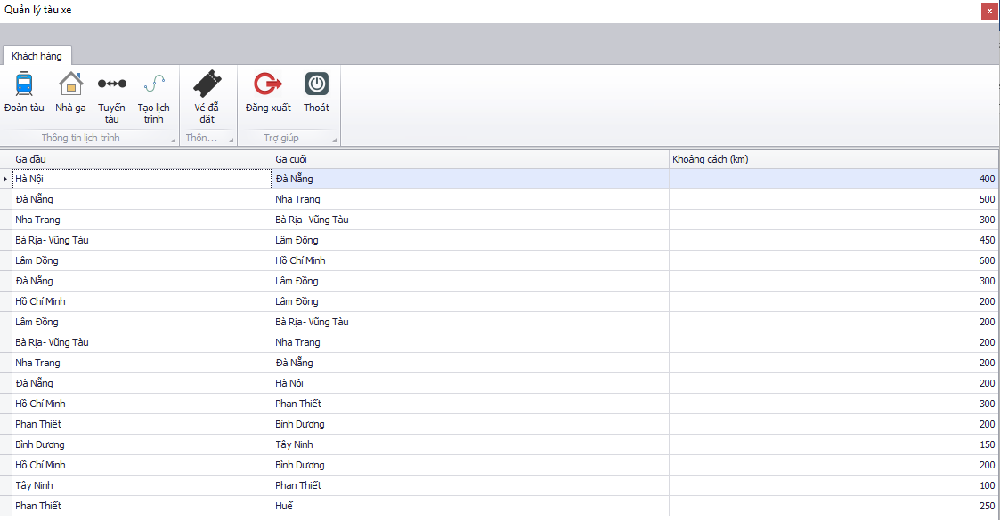 Quản lý tàu xe
Khách hàng
Đoàn tàu Nhà ga Tuyến tàu Tạo lịch trình Vé đã đặt Đăng xuất Thoát
Thông tin lịch trình Thôn... Trợ giúp
Ga đầu Ga cuối Khoảng cách (km)
Hà Nội Đà Nẵng 400
Đà Nẵng Nha Trang 500
Nha Trang Bà Rịa- Vũng Tàu 300
Bà Rịa- Vũng Tàu Lâm Đồng 450
Lâm Đồng Hồ Chí Minh 600
Đà Nẵng Lâm Đồng 300
Hồ Chí Minh Lâm Đồng 200
Lâm Đồng Bà Rịa- Vũng Tàu 200
Bà Rịa- Vũng Tàu Nha Trang 200
Nha Trang Đà Nẵng 200
Đà Nẵng Hà Nội 200
Hồ Chí Minh Phan Thiết 300
Phan Thiết Bình Dương 200
Bình Dương Tây Ninh 150
Hồ Chí Minh Bình Dương 200
Tây Ninh Phan Thiết 100
Phan Thiết Huế 250